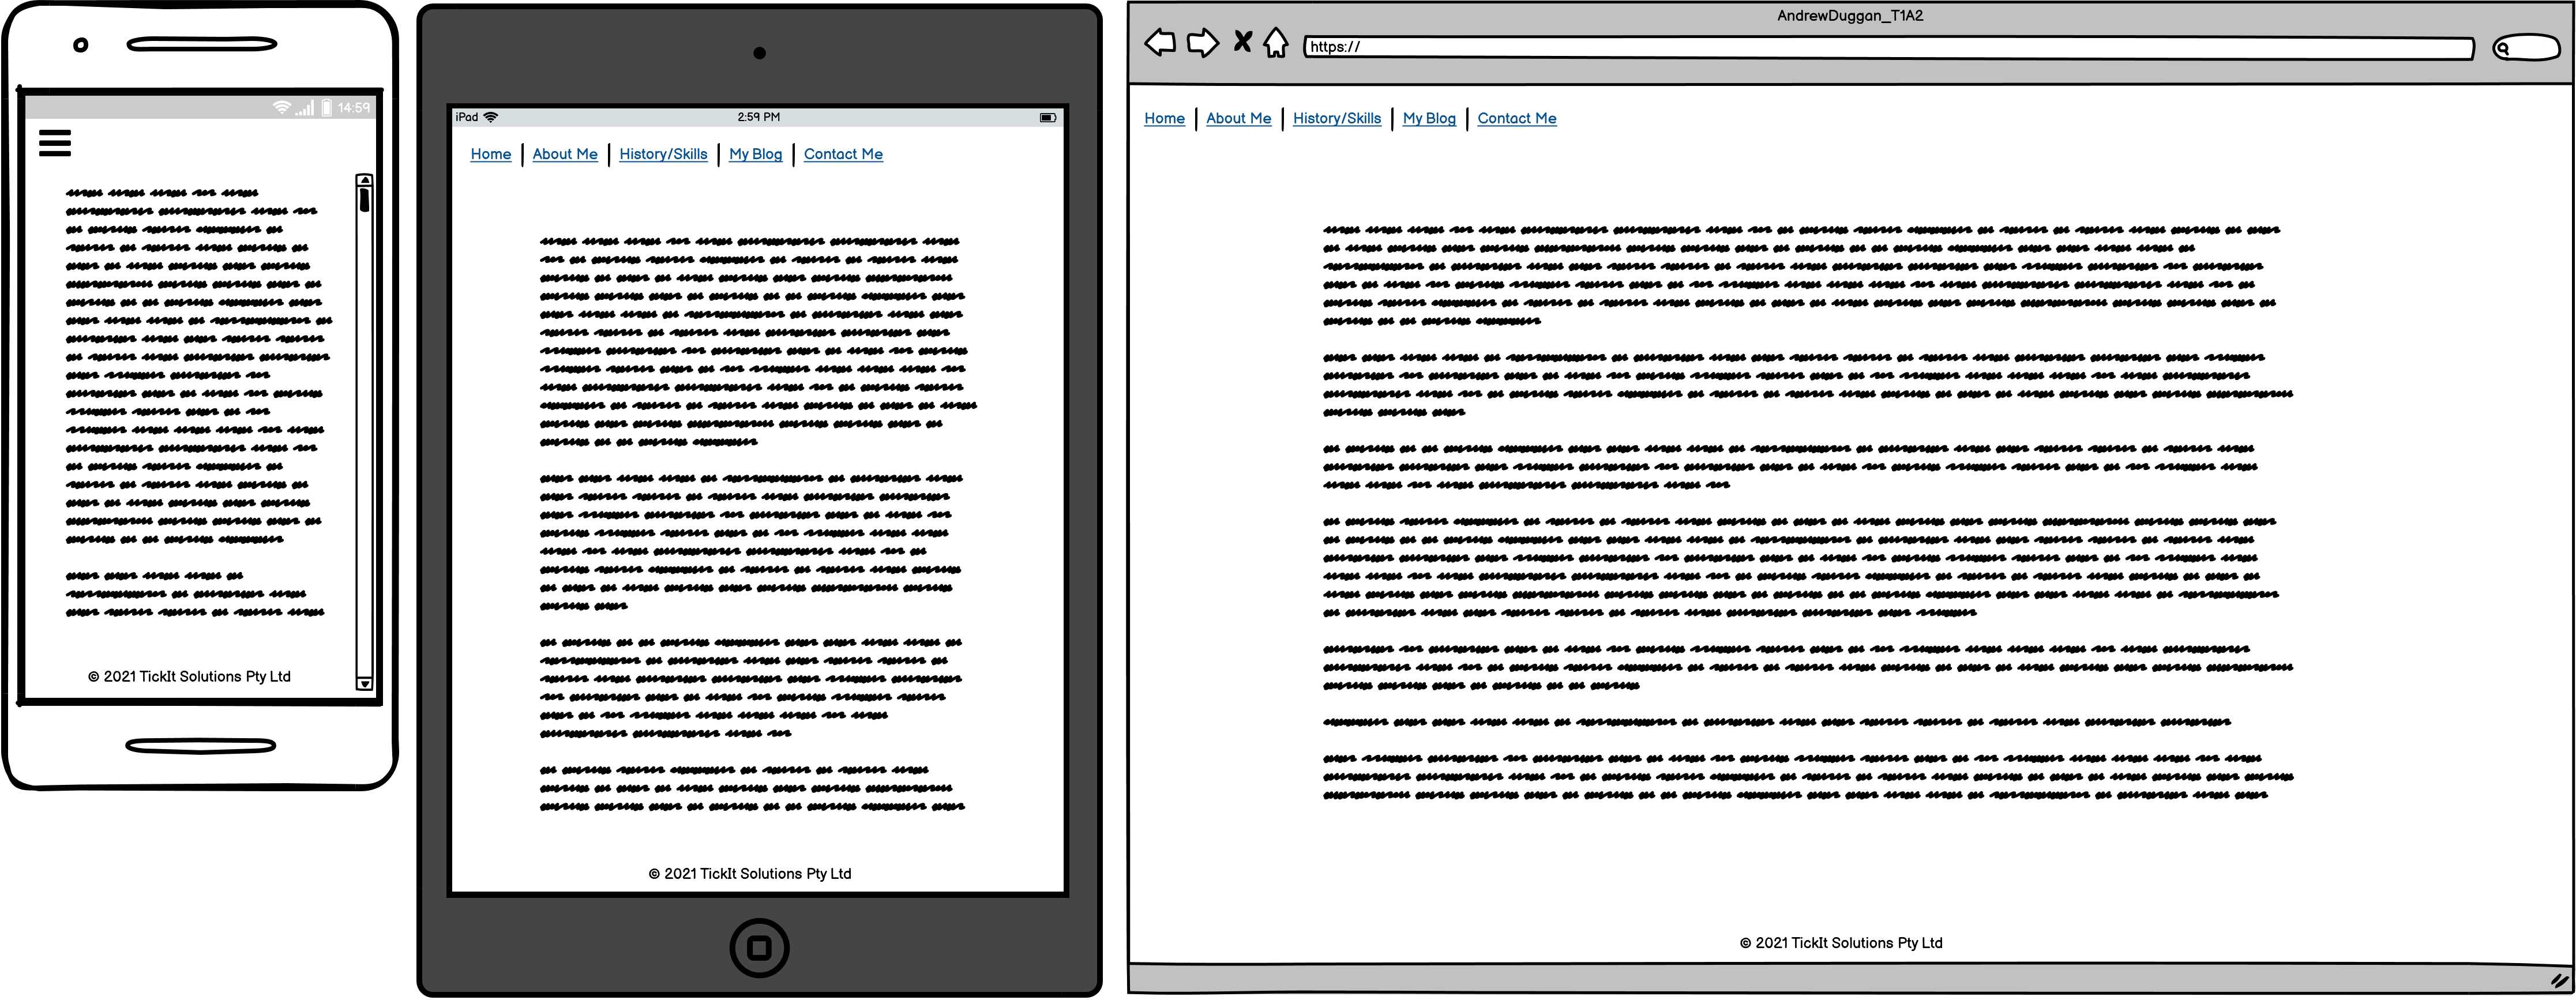 14:59
© 2021 TickIt Solutions Pty Ltd
iPad
2:59 PM
Home | About Me | History/Skills | My Blog | Contact Me
© 2021 TickIt Solutions Pty Ltd
AndrewDuggan_T1A2
https://
Home | About Me | History/Skills | My Blog | Contact Me
© 2021 TickIt Solutions Pty Ltd